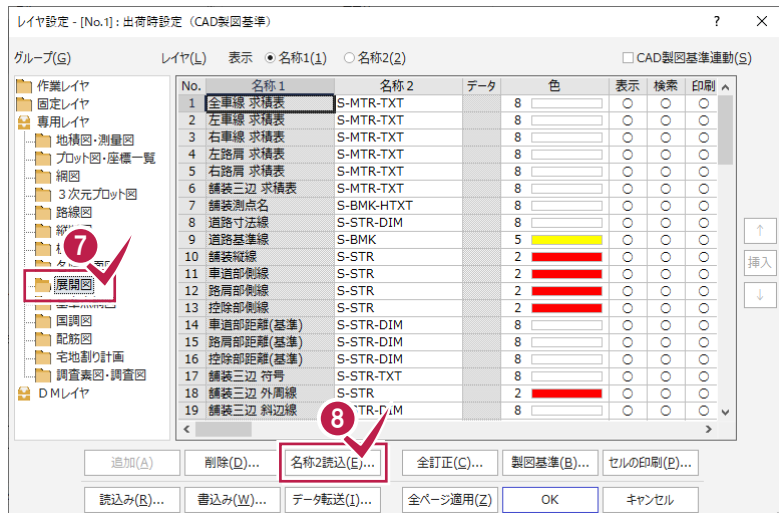 レイヤ設定 - [No.1] : 出荷時設定（CAD製図基準） ? ×
グループ(G) レイヤ(L) 表示 名称1(1) 名称2(2) CAD製図基準連動(S)
作業レイヤ
固定レイヤ
専用レイヤ
地積図・測量図
プロット図・座標一覧
網図
３次元プロット図
路線図
7
展開図
国調図
配筋図
宅地割り計画
調査素図・調査図
ＤＭレイヤ
No. 名称１ 名称２ データ 色 表示 検索 印刷
1 全車線 求積表 S-MTR-TXT 8 ○ ○ ○
2 左車線 求積表 S-MTR-TXT 8 ○ ○ ○
3 右車線 求積表 S-MTR-TXT 8 ○ ○ ○
4 左路肩 求積表 S-MTR-TXT 8 ○ ○ ○
5 右路肩 求積表 S-MTR-TXT 8 ○ ○ ○
6 舗装三辺 求積表 S-MTR-TXT 8 ○ ○ ○
7 舗装測点名 S-BMK-HTXT 8 ○ ○ ○
8 道路寸法線 S-STR-DIM 8 ○ ○ ○
9 道路基準線 S-BMK 5 ○ ○ ○
10 舗装縦線 S-STR 2 ○ ○ ○
11 車道部側線 S-STR 2 ○ ○ ○
12 路肩部側線 S-STR 2 ○ ○ ○
13 控除部側線 S-STR 2 ○ ○ ○
14 車道部距離(基準) S-STR-DIM 8 ○ ○ ○
15 路肩部距離(基準) S-STR-DIM 8 ○ ○ ○
16 控除部距離(基準) S-STR-DIM 8 ○ ○ ○
17 舗装三辺 符号 S-STR-TXT 8 ○ ○ ○
18 舗装三辺 外周線 S-STR 2 ○ ○ ○
19 舗装三辺 斜辺線 8 ○ ○ ○
↑
挿入
↓
8
追加(A) 削除(D)... 名称2読込(E)... 全訂正(C)... 製図基準(B)... セルの印刷(P)...
読込み(R)... 書込み(W)... データ転送(I)... 全ページ適用(Z) OK キャンセル